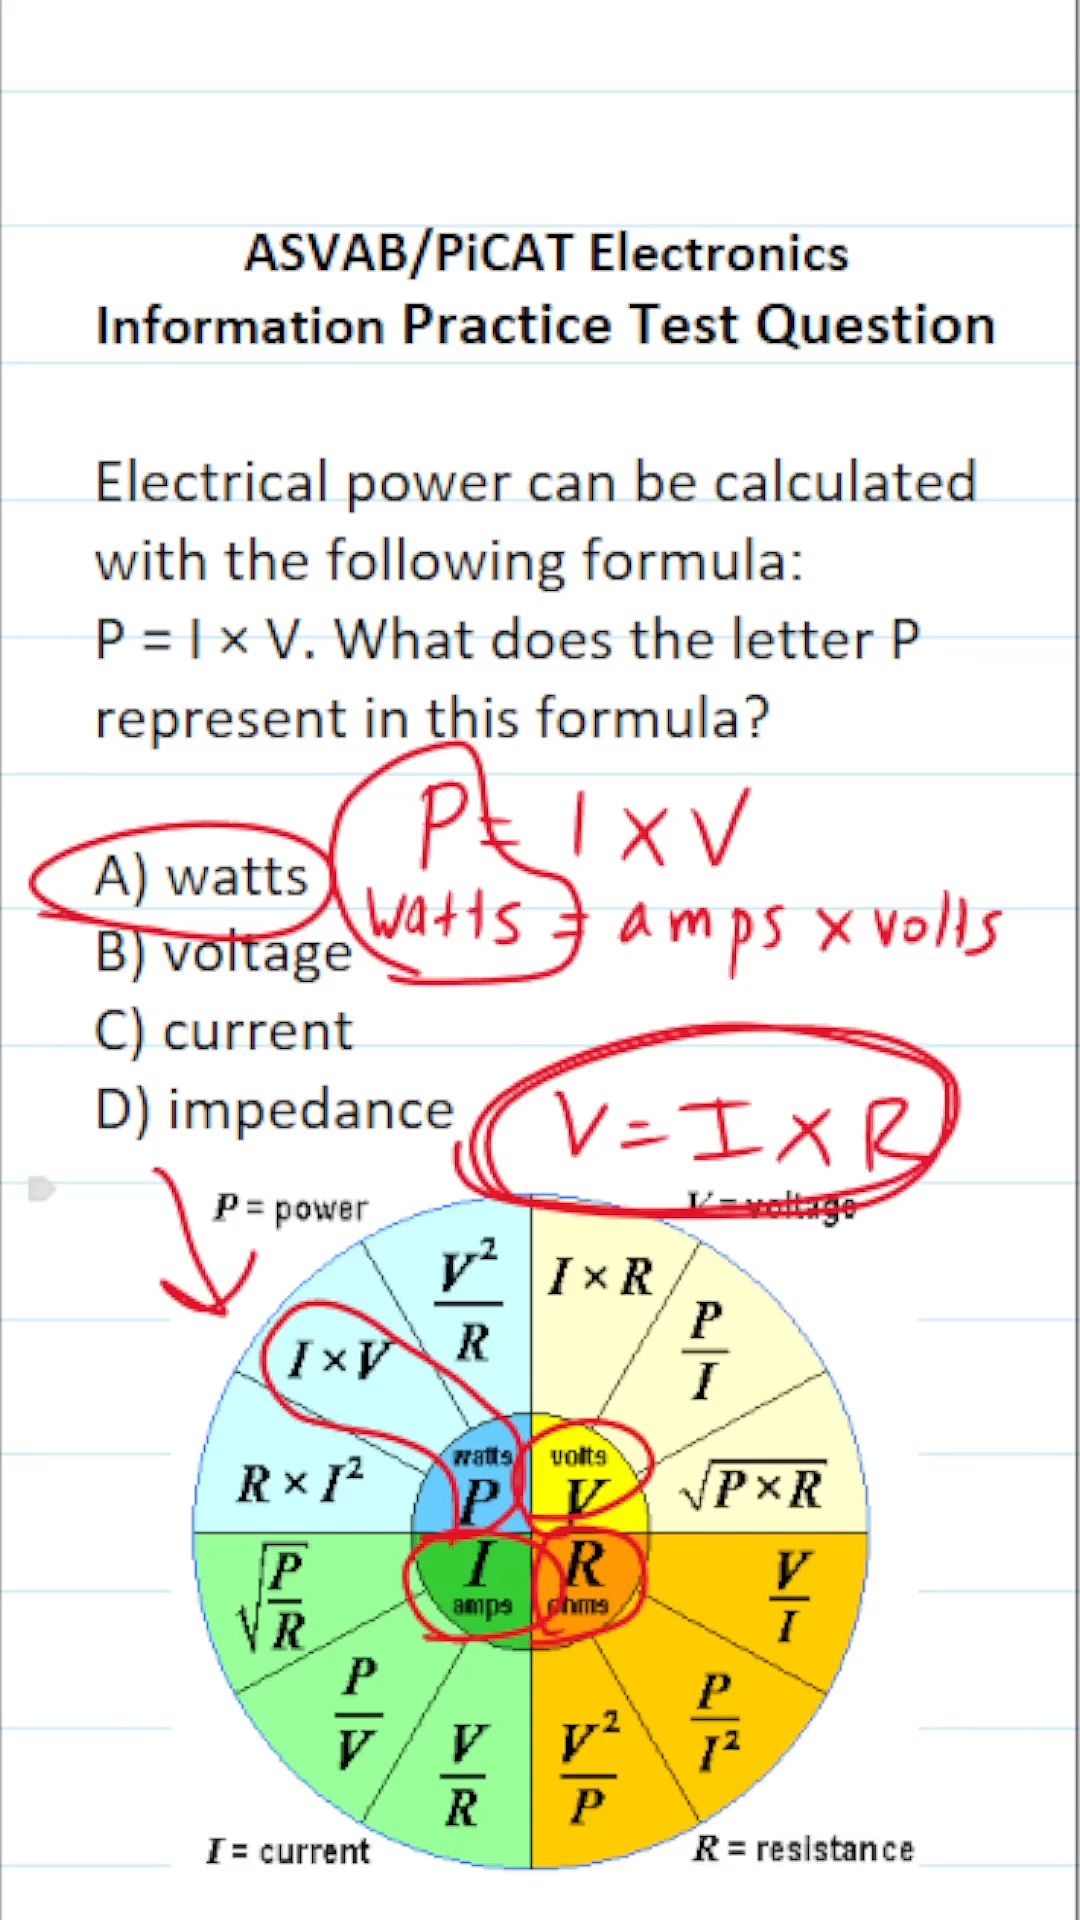 ASVAB/PiCAT Electronics
Information Practice Test Question
Electrical power can be calculated
with the following formula:
P = I × V. What does the letter P
represent in this formula?
P = I × V
A) watts
watts = amps × volts
B) voltage
C) current
D) impedance
V = I × R
P = power
V = voltage
V²/R
I × R
I × V
P/I
R × I²
√(P × R)
watts
P
volts
V
I
amps
R
ohms
√(P/R)
V/I
P/V
P/I²
V/R
V²/P
I = current
R = resistance